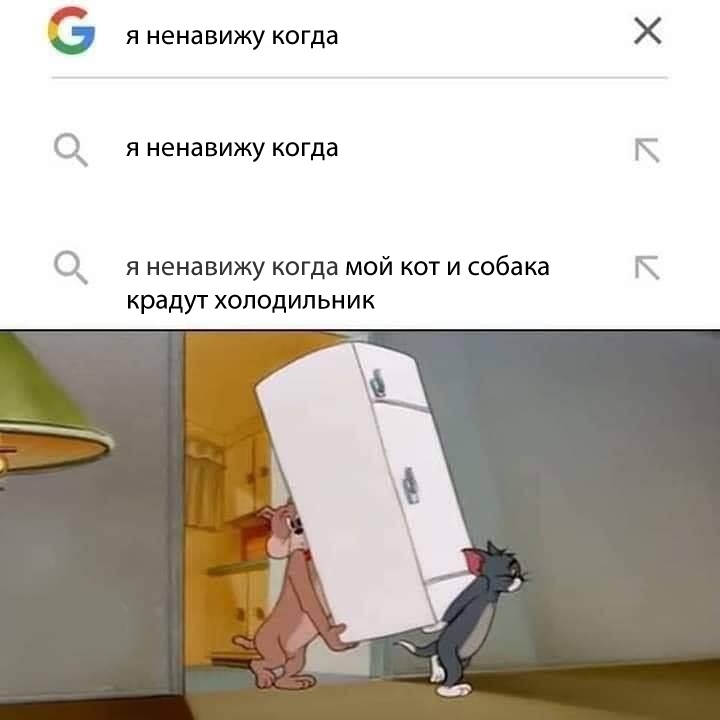 я ненавижу когда
я ненавижу когда
я ненавижу когда мой кот и собака
крадут холодильник